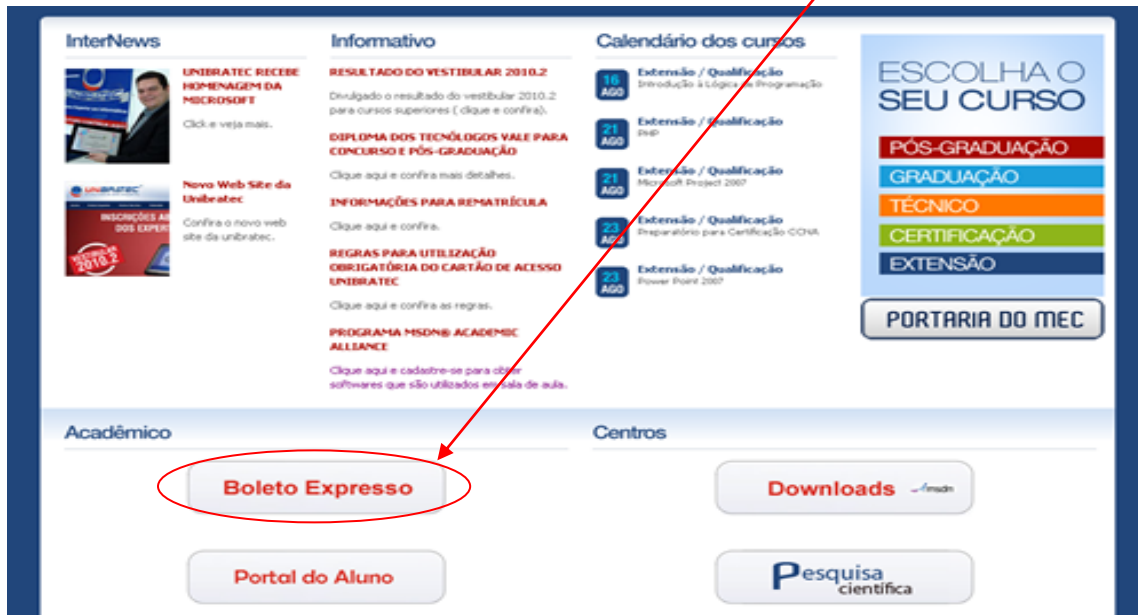 InterNews
UNIBRATEC RECEBE
HOMENAGEM DA
MICROSOFT
Click e veja mais.
UNIBRATEC
INSCRIÇÕES
DOS
VESTIBULAR
2010.2
Novo Web Site da
Unibratec
Confira o novo web
site da unibratec.
Informativo
RESULTADO DO VESTIBULAR 2010.2
Divulgado o resultado do vestibular 2010.2
para cursos superiores ( clique e confira).
DIPLOMA DOS TECNÓLOGOS VALE PARA
CONCURSO E PÓS-GRADUAÇÃO
Clique aqui e confira mais detalhes.
INFORMAÇÕES PARA REMATRÍCULA
Clique aqui e confira.
REGRAS PARA UTILIZAÇÃO
OBRIGATÓRIA DO CARTÃO DE ACESSO
UNIBRATEC
Clique aqui e confira as regras.
PROGRAMA MSDN® ACADEMIC
ALLIANCE
Clique aqui e cadastre-se para obter
softwares que são utilizados em sala de aula.
Calendário dos cursos
16
AGO
Extensão / Qualificação
Introdução à Lógica de Programação
21
AGO
Extensão / Qualificação
PHP
21
AGO
Extensão / Qualificação
Microsoft Project 2007
23
AGO
Extensão / Qualificação
Preparatório para Certificação CCNA
23
AGO
Extensão / Qualificação
Power Point 2007
ESCOLHA O
SEU CURSO
PÓS-GRADUAÇÃO
GRADUAÇÃO
TÉCNICO
CERTIFICAÇÃO
EXTENSÃO
PORTARIA DO MEC
Acadêmico
Boleto Expresso
Portal do Aluno
Centros
Downloads msdn
Pesquisa
científica